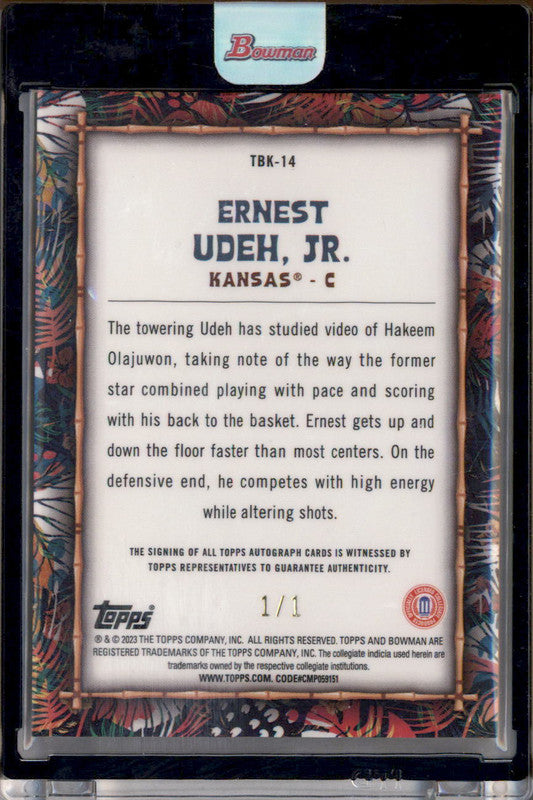 Bowman
TBK-14
ERNEST
UDEH, JR.
KANSAS® - C
The towering Udeh has studied video of Hakeem
Olajuwon, taking note of the way the former
star combined playing with pace and scoring
with his back to the basket. Ernest gets up and
down the floor faster than most centers. On the
defensive end, he competes with high energy
while altering shots.
THE SIGNING OF ALL TOPPS AUTOGRAPH CARDS IS WITNESSED BY
TOPPS REPRESENTATIVES TO GUARANTEE AUTHENTICITY.
1/1
Topps
® & © 2023 THE TOPPS COMPANY, INC. ALL RIGHTS RESERVED. TOPPS AND BOWMAN ARE
REGISTERED TRADEMARKS OF THE TOPPS COMPANY, INC. The collegiate indicia used herein are
trademarks owned by the respective collegiate institutions.
WWW.TOPPS.COM. CODE#CMP059151